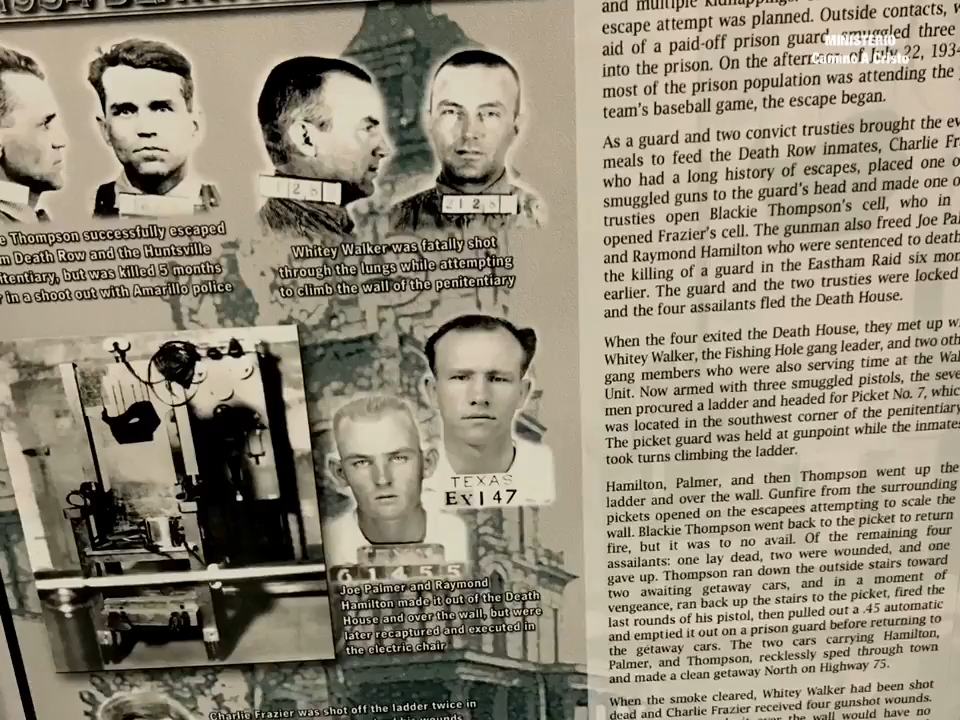 1934
MINISTERIO
Camino A Cristo
128
2128
Thompson successfully escaped
Death Row and the Huntsville
but was killed 5 months
in a shoot out with Amarillo police
Whitey Walker was fatally shot
through the lungs while attempting
to climb the wall of the penitentiary
TEXAS
Ex147
61455
Joe Palmer and Raymond
Hamilton made it out of the Death
House and over the wall, but were
later recaptured and executed in
the electric chair
Charlie Frazier was shot off the ladder twice in
wounds
and multiple
escape attempt was planned. Outside contacts,
aid of a paid-off prison guard, smuggled three
into the prison. On the afternoon of July 22, 1934
most of the prison population was attending the
team's baseball game, the escape began.
As a guard and two convict trusties brought the
meals to feed the Death Row inmates, Charlie
who had a long history of escapes, placed one
smuggled guns to the guard's head and made one
trusties open Blackie Thompson's cell, who in
opened Frazier's cell. The gunman also freed Joe
and Raymond Hamilton who were sentenced to death
the killing of a guard in the Eastham Raid six
earlier. The guard and the two trusties were locked
and the four assailants fled the Death House.
When the four exited the Death House, they met up
Whitey Walker, the Fishing Hole gang leader, and two
gang members who were also serving time at the
Unit. Now armed with three smuggled pistols, the
men procured a ladder and headed for Picket No. 7,
was located in the southwest corner of the penitentiary
The picket guard was held at gunpoint while the inmates
took turns climbing the ladder.
Hamilton, Palmer, and then Thompson went up the
ladder and over the wall. Gunfire from the surrounding
pickets opened on the escapees attempting to scale the
wall. Blackie Thompson went back to the picket to return
fire, but it was to no avail. Of the remaining four
assailants: one lay dead, two were wounded, and one
gave up. Thompson ran down the outside stairs toward
two awaiting getaway cars, and in a moment of
vengeance, ran back up the stairs to the picket, fired the
last rounds of his pistol, then pulled out a .45 automatic
and emptied it out on a prison guard before returning to
the getaway cars. The two cars carrying Hamilton,
Palmer, and Thompson, recklessly sped through town
and made a clean getaway North on Highway 75.
When the smoke cleared, Whitey Walker had been shot
dead and Charlie Frazier received four gunshot wounds.
over the wall would have no